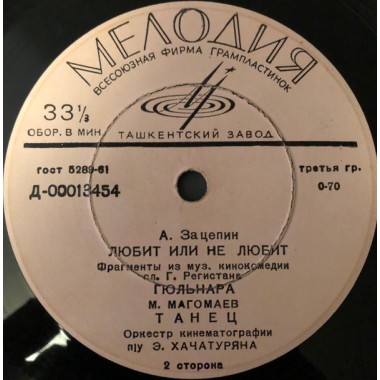 МЕЛОДИЯ
ВСЕСОЮЗНАЯ ФИРМА ГРАМПЛАСТИНОК
33⅓
ОБОР. В МИН.
ТАШКЕНТСКИЙ ЗАВОД
гост 5289-61
третья гр.
Д-00013454
0-70
А. Зацепин
ЛЮБИТ ИЛИ НЕ ЛЮБИТ
Фрагменты из муз. кинокомедии
сл. Г. Регистана
ГЮЛЬНАРА
М. МАГОМАЕВ
ТАНЕЦ
Оркестр кинематографии
п/у Э. ХАЧАТУРЯНА
2 сторона